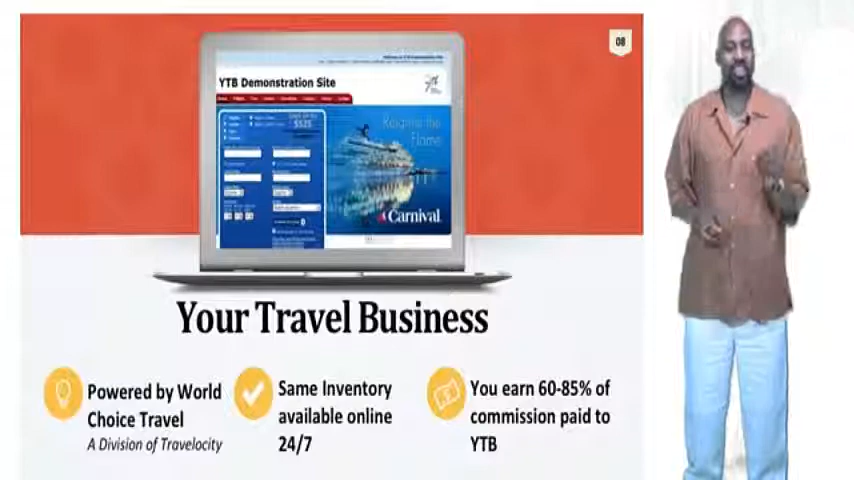 08
YTB Demonstration Site
Reignite the
Flame
Carnival
Your Travel Business
Powered by World
Choice Travel
A Division of Travelocity
Same Inventory
available online
24/7
You earn 60-85% of
commission paid to
YTB